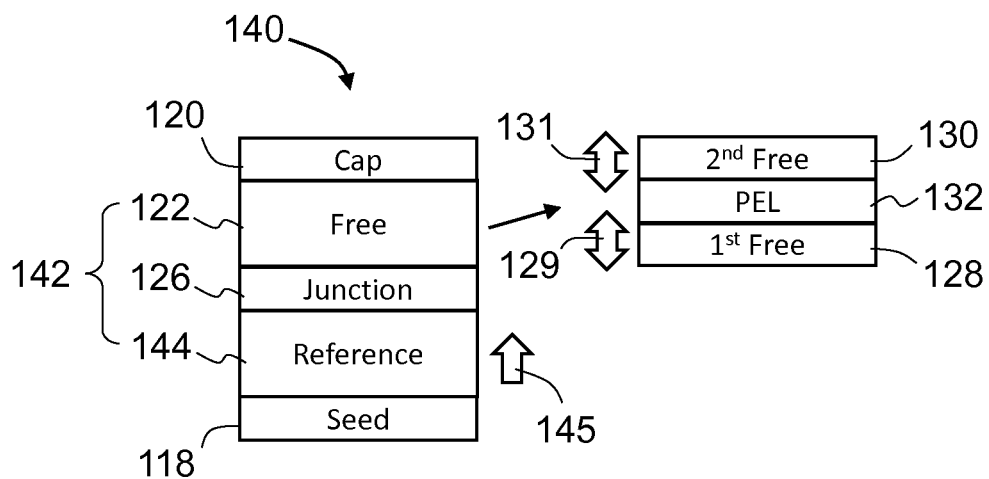 140
120
Cap
122
Free
142
126
Junction
144
Reference
145
118
Seed
131
2nd Free
130
PEL
132
129
1st Free
128